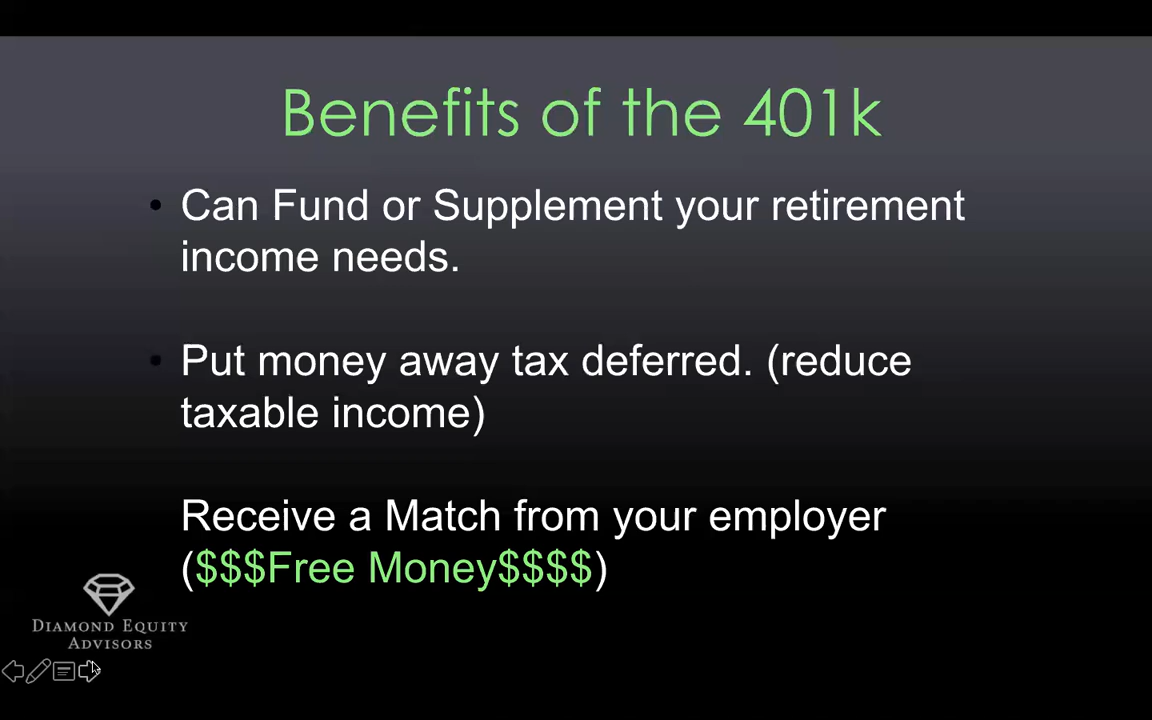 Benefits of the 401k
• Can Fund or Supplement your retirement
income needs.
• Put money away tax deferred. (reduce
taxable income)
Receive a Match from your employer
($$$Free Money$$$$)
DIAMOND EQUITY
ADVISORS